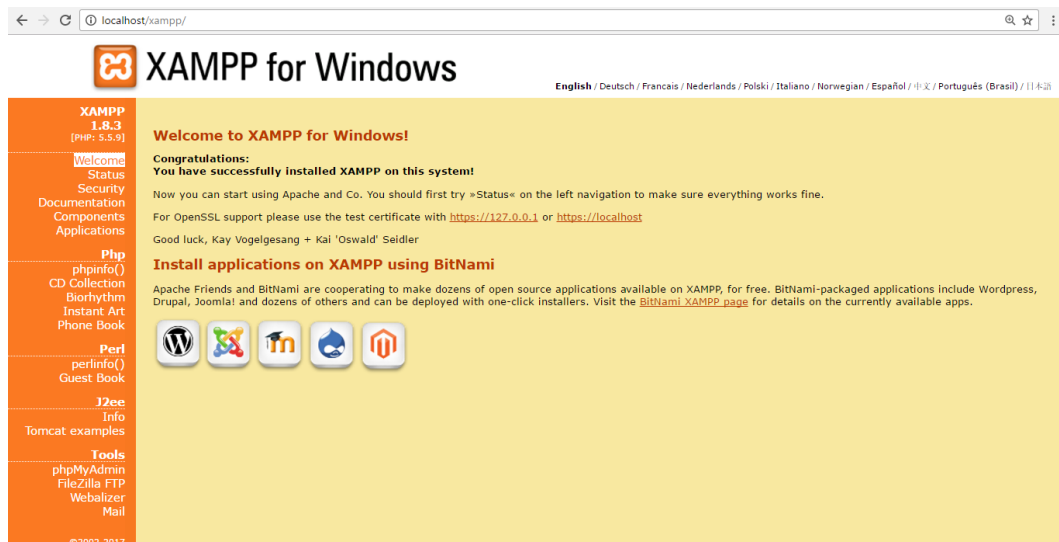 localhost/xampp/
XAMPP for Windows
English / Deutsch / Francais / Nederlands / Polski / Italiano / Norwegian / Español / 中文 / Português (Brasil) / 日本語
XAMPP
1.8.3
[PHP: 5.5.9]
Welcome
Status
Security
Documentation
Components
Applications
Php
phpinfo()
CD Collection
Biorhythm
Instant Art
Phone Book
Perl
perlinfo()
Guest Book
J2ee
Info
Tomcat examples
Tools
phpMyAdmin
FileZilla FTP
Webalizer
Mail
©2002-2017
Welcome to XAMPP for Windows!
Congratulations:
You have successfully installed XAMPP on this system!
Now you can start using Apache and Co. You should first try »Status« on the left navigation to make sure everything works fine.
For OpenSSL support please use the test certificate with https://127.0.0.1 or https://localhost
Good luck, Kay Vogelgesang + Kai 'Oswald' Seidler
Install applications on XAMPP using BitNami
Apache Friends and BitNami are cooperating to make dozens of open source applications available on XAMPP, for free. BitNami-packaged applications include Wordpress,
Drupal, Joomla! and dozens of others and can be deployed with one-click installers. Visit the BitNami XAMPP page for details on the currently available apps.